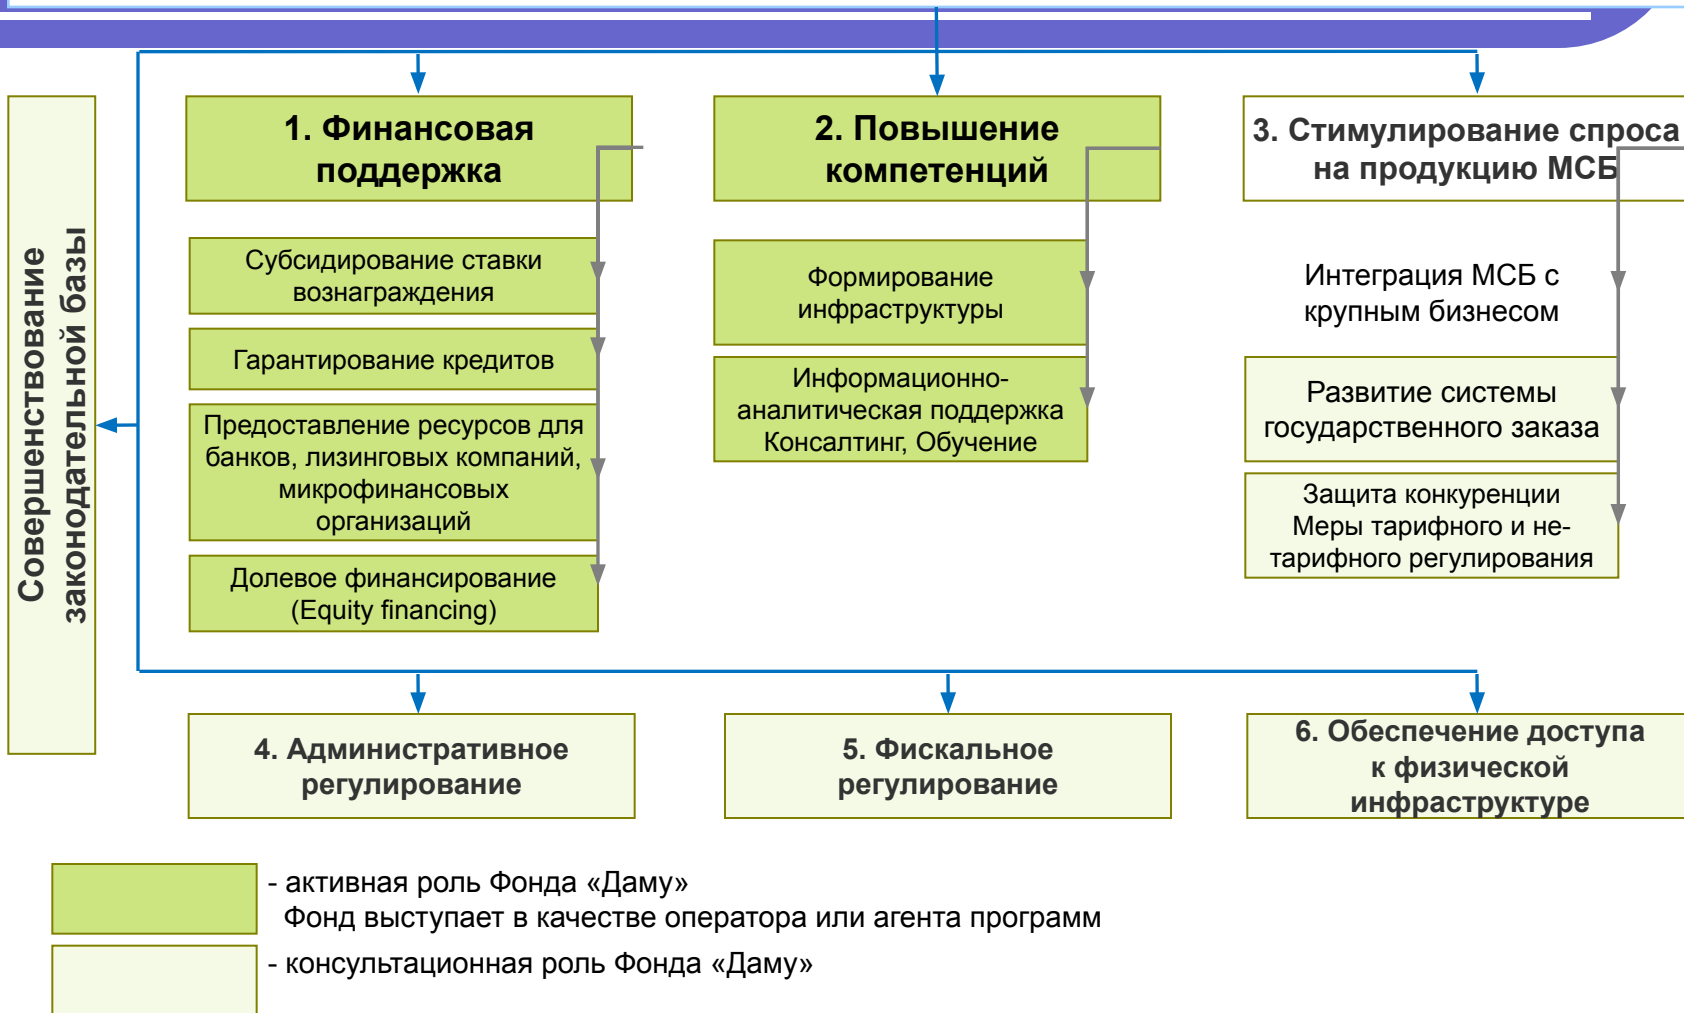 Совершенствование
законодательной базы
1. Финансовая
поддержка
Субсидирование ставки
вознаграждения
Гарантирование кредитов
Предоставление ресурсов для
банков, лизинговых компаний,
микрофинансовых
организаций
Долевое финансирование
(Equity financing)
2. Повышение
компетенций
Формирование
инфраструктуры
Информационно-
аналитическая поддержка
Консалтинг, Обучение
3. Стимулирование спроса
на продукцию МСБ
Интеграция МСБ с
крупным бизнесом
Развитие системы
государственного заказа
Защита конкуренции
Меры тарифного и не-
тарифного регулирования
4. Административное
регулирование
5. Фискальное
регулирование
6. Обеспечение доступа
к физической
инфраструктуре
- активная роль Фонда «Даму»
Фонд выступает в качестве оператора или агента программ
- консультационная роль Фонда «Даму»